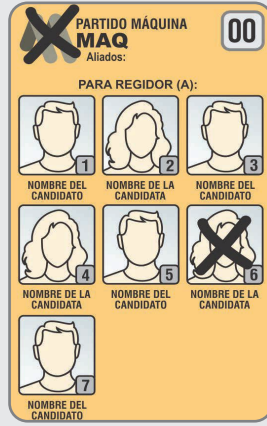 PARTIDO MÁQUINA
MAQ
Aliados:
00
PARA REGIDOR (A):
1
2
3
NOMBRE DEL
CANDIDATO
NOMBRE DE LA
CANDIDATA
NOMBRE DEL
CANDIDATO
4
5
6
NOMBRE DE LA
CANDIDATA
NOMBRE DEL
CANDIDATO
NOMBRE DE LA
CANDIDATA
7
NOMBRE DEL
CANDIDATO